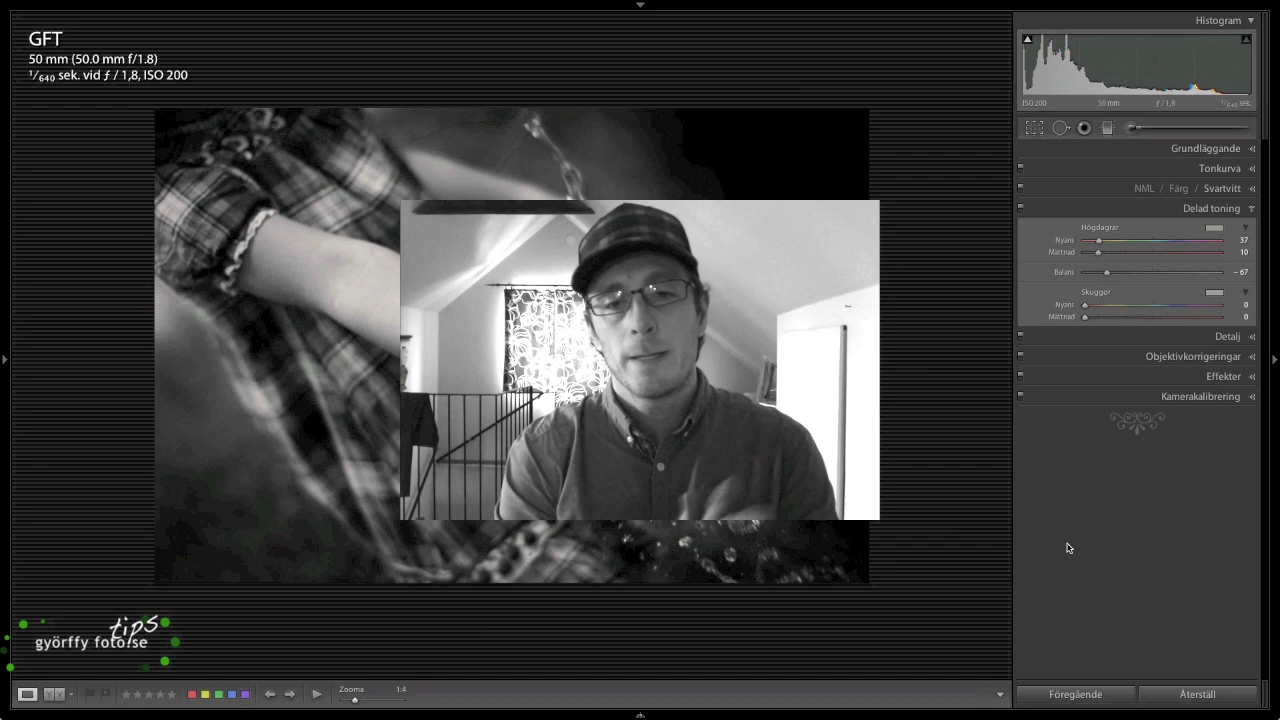 GFT
50 mm (50.0 mm f/1.8)
1/640 sek. vid ƒ / 1,8, ISO 200
Histogram
ISO 200 50 mm ƒ / 1,8 1/640 sek.
Grundläggande
Tonkurva
NML / Färg / Svartvitt
Delad toning
Högdagrar
Nyans 37
Mättnad 10
Balans – 67
Skuggor
Nyans 0
Mättnad 0
Detalj
Objektivkorrigeringar
Effekter
Kamerakalibrering
tips
györffy foto.se
Y Y
Zooma 1:4
Föregående
Återställ